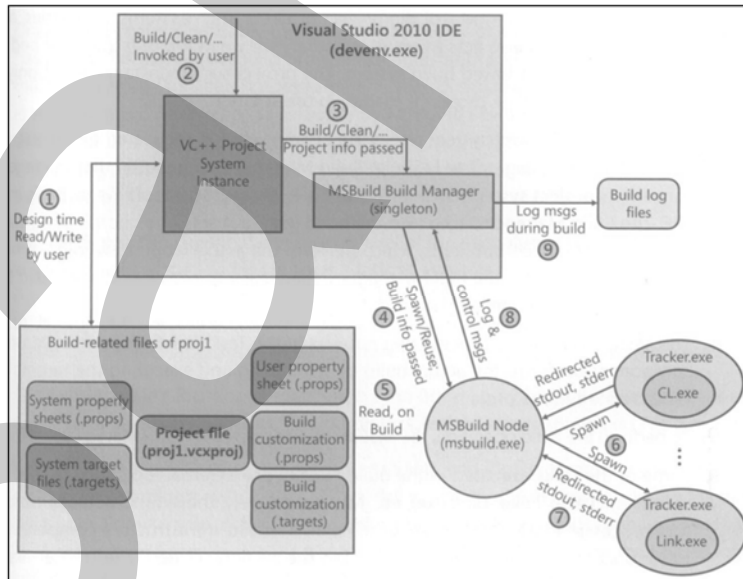 Visual Studio 2010 IDE
(devenv.exe)
Build/Clean/...
Invoked by user
2
3
Build/Clean/...
Project info passed
VC++ Project
System
Instance
1
Design time
Read/Write
by user
MSBuild Build Manager
(singleton)
Log msgs
during build
9
Build log
files
4
Spawn/Reuse;
Build info passed
Log &
control msgs
8
Build-related files of proj1
System property
sheets (.props)
System target
files (.targets)
Project file
(proj1.vcxproj)
User property
sheet (.props)
Build
customization
(.props)
Build
customization
(.targets)
5
Read, on
Build
MSBuild Node
(msbuild.exe)
Redirected
stdout, stderr
Spawn
6
Spawn
Redirected
stdout, stderr
7
Tracker.exe
CL.exe
...
Tracker.exe
Link.exe